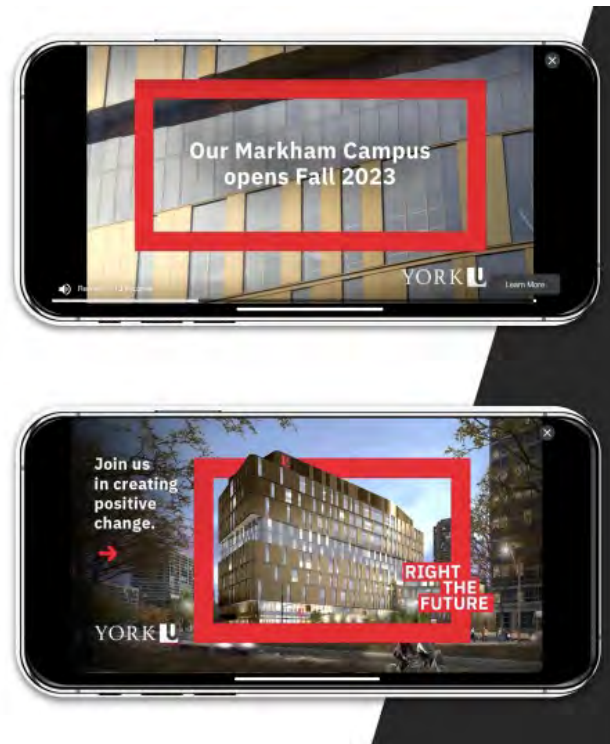 Our Markham Campus
opens Fall 2023
YORK U
Learn More
Join us
in creating
positive
change.
RIGHT
THE
FUTURE
YORK U